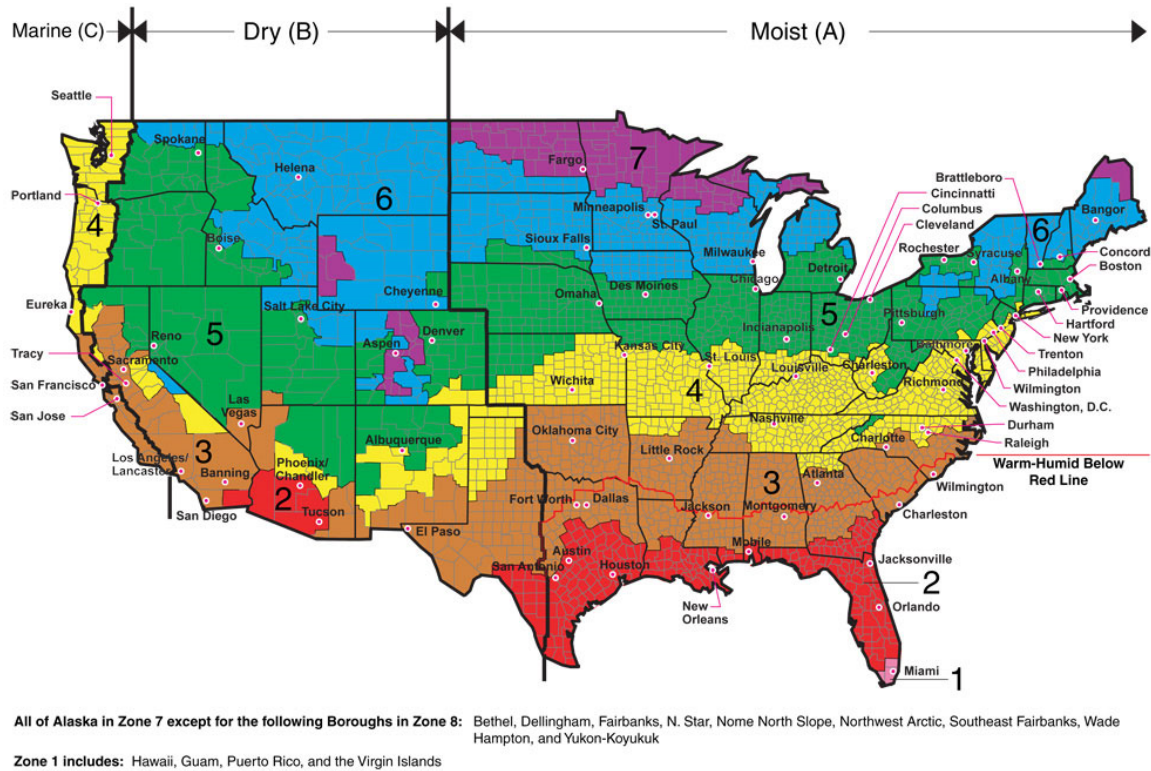 Marine (C)
Dry (B)
Moist (A)
Seattle
Spokane
Portland
4
Helena
6
Boise
Fargo
7
Minneapolis
St. Paul
Sioux Falls
Milwaukee
Brattleboro
Cincinnatti
Columbus
Cleveland
Rochester
Syracuse
6
Bangor
Albany
Concord
Boston
Chicago
Detroit
Eureka
Salt Lake City
Cheyenne
Omaha
Des Moines
Indianapolis
5
Pittsburgh
Providence
Hartford
New York
Trenton
Philadelphia
Wilmington
Washington, D.C.
Reno
5
Aspen
Denver
Tracy
Sacramento
San Francisco
San Jose
Kansas City
St. Louis
Louisville
Charleston
Baltimore
Richmond
Wichita
4
Nashville
Durham
Raleigh
Las
Vegas
Albuquerque
Oklahoma City
Little Rock
Charlotte
3
Los Angeles/
Lancaster
Banning
Phoenix/
Chandler
2
Tucson
San Diego
El Paso
Fort Worth
Dallas
Jackson
3
Montgomery
Atlanta
Warm-Humid Below
Red Line
Wilmington
Charleston
Austin
San Antonio
Houston
Mobile
New
Orleans
Jacksonville
2
Orlando
Miami
1
All of Alaska in Zone 7 except for the following Boroughs in Zone 8: Bethel, Dellingham, Fairbanks, N. Star, Nome North Slope, Northwest Arctic, Southeast Fairbanks, Wade
Hampton, and Yukon-Koyukuk
Zone 1 includes: Hawaii, Guam, Puerto Rico, and the Virgin Islands